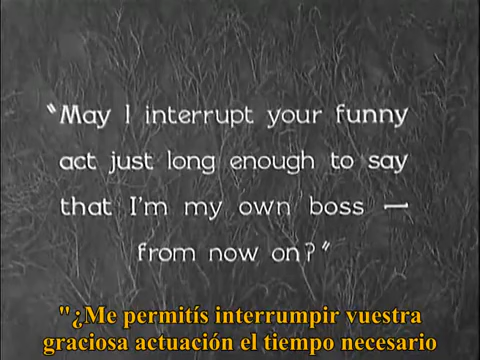 "May I interrupt your funny
act just long enough to say
that I'm my own boss —
from now on?"
"¿Me permitís interrumpir vuestra
graciosa actuación el tiempo necesario